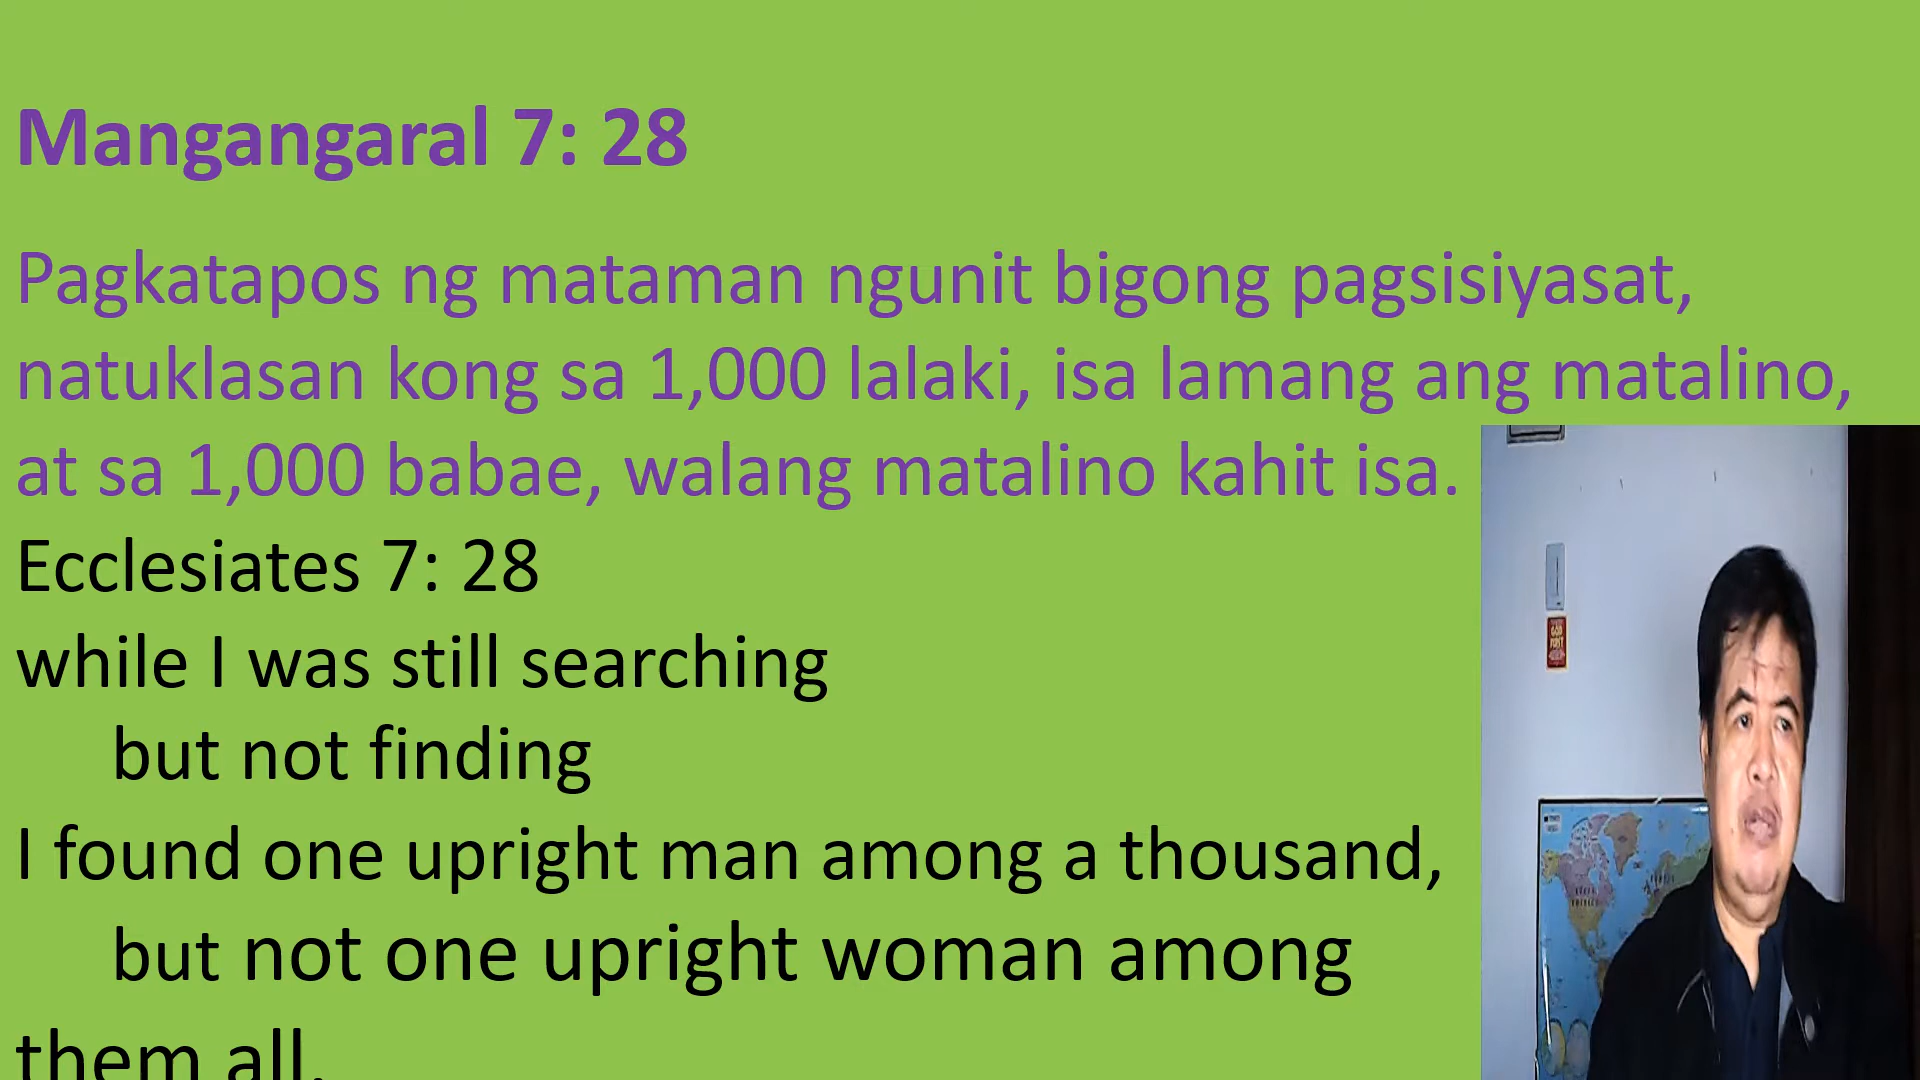 Mangangaral 7: 28
Pagkatapos ng mataman ngunit bigong pagsisiyasat,
natuklasan kong sa 1,000 lalaki, isa lamang ang matalino,
at sa 1,000 babae, walang matalino kahit isa.
Ecclesiates 7: 28
while I was still searching
but not finding
I found one upright man among a thousand,
but not one upright woman among
them all.